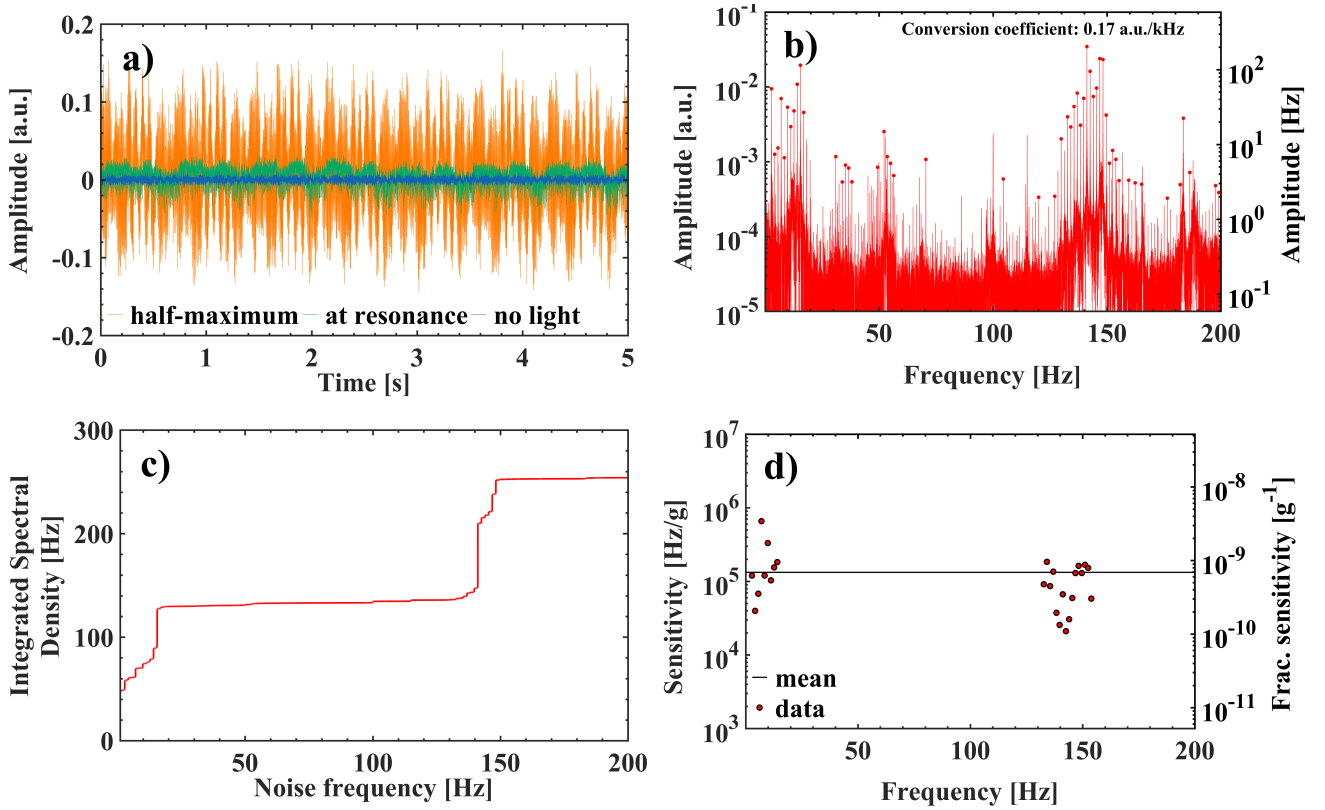 a)
Amplitude [a.u.]
0.2
0.1
0
-0.1
-0.2
half-maximum at resonance no light
0 1 2 3 4 5
Time [s]
b)
Conversion coefficient: 0.17 a.u./kHz
Amplitude [a.u.]
10^-1
10^-2
10^-3
10^-4
10^-5
Amplitude [Hz]
10^2
10^1
10^0
10^-1
50 100 150 200
Frequency [Hz]
c)
Integrated Spectral
Density [Hz]
300
200
100
0
50 100 150 200
Noise frequency [Hz]
d)
Sensitivity [Hz/g]
10^7
10^6
10^5
10^4
10^3
Frac. sensitivity [g^-1]
10^-8
10^-9
10^-10
10^-11
mean
data
50 100 150 200
Frequency [Hz]